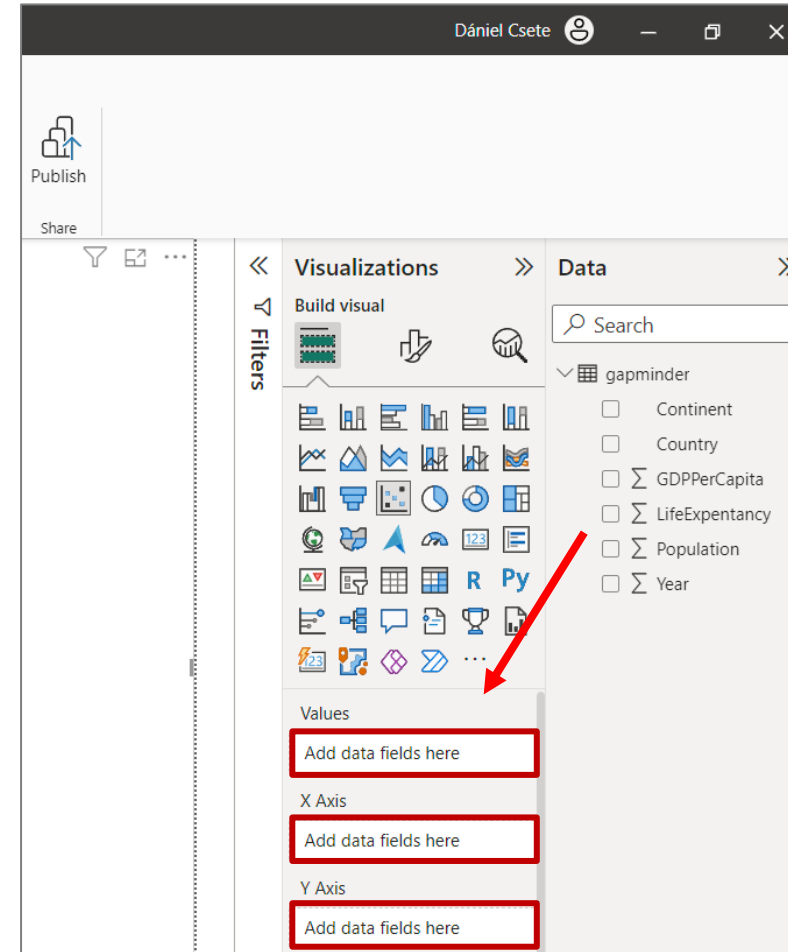 Dániel Csete
Publish
Share
Filters
Visualizations
Build visual
123
R
Py
123
Values
Add data fields here
X Axis
Add data fields here
Y Axis
Add data fields here
Data
Search
gapminder
Continent
Country
∑ GDPPerCapita
∑ LifeExpentancy
∑ Population
∑ Year